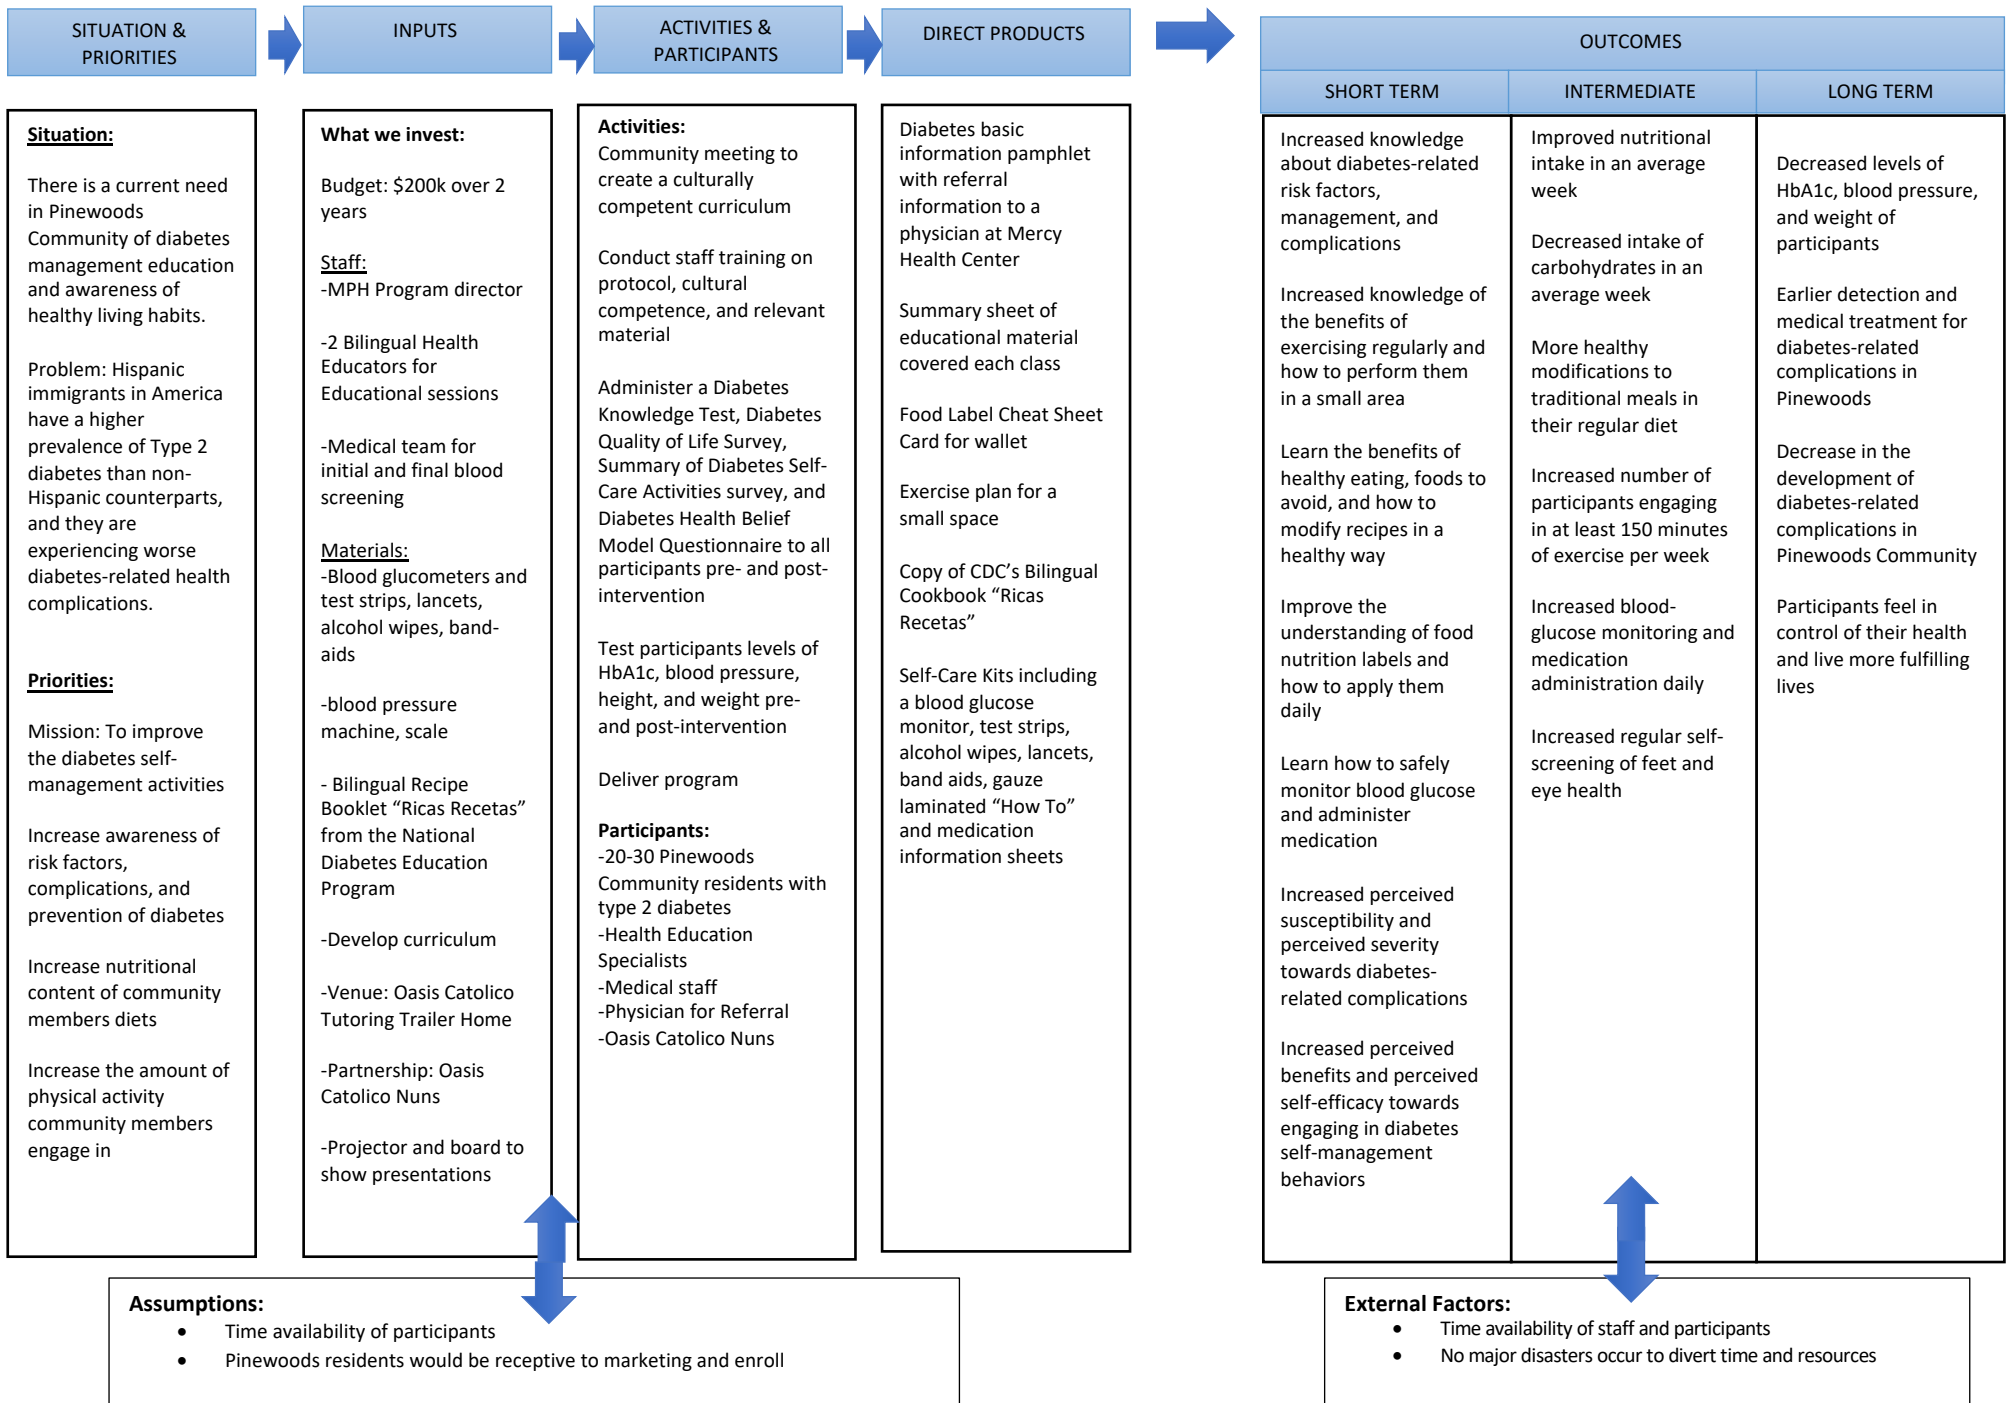 SITUATION &
PRIORITIES
INPUTS
ACTIVITIES &
PARTICIPANTS
DIRECT PRODUCTS
OUTCOMES
SHORT TERM
INTERMEDIATE
LONG TERM
Situation:
There is a current need
in Pinewoods
Community of diabetes
management education
and awareness of
healthy living habits.
Problem: Hispanic
immigrants in America
have a higher
prevalence of Type 2
diabetes than non-
Hispanic counterparts,
and they are
experiencing worse
diabetes-related health
complications.
Priorities:
Mission: To improve
the diabetes self-
management activities
Increase awareness of
risk factors,
complications, and
prevention of diabetes
Increase nutritional
content of community
members diets
Increase the amount of
physical activity
community members
engage in
What we invest:
Budget: $200k over 2
years
Staff:
-MPH Program director
-2 Bilingual Health
Educators for
Educational sessions
-Medical team for
initial and final blood
screening
Materials:
-Blood glucometers and
test strips, lancets,
alcohol wipes, band-
aids
-blood pressure
machine, scale
- Bilingual Recipe
Booklet “Ricas Recetas”
from the National
Diabetes Education
Program
-Develop curriculum
-Venue: Oasis Catolico
Tutoring Trailer Home
-Partnership: Oasis
Catolico Nuns
-Projector and board to
show presentations
Activities:
Community meeting to
create a culturally
competent curriculum
Conduct staff training on
protocol, cultural
competence, and relevant
material
Administer a Diabetes
Knowledge Test, Diabetes
Quality of Life Survey,
Summary of Diabetes Self-
Care Activities survey, and
Diabetes Health Belief
Model Questionnaire to all
participants pre- and post-
intervention
Test participants levels of
HbA1c, blood pressure,
height, and weight pre-
and post-intervention
Deliver program
Participants:
-20-30 Pinewoods
Community residents with
type 2 diabetes
-Health Education
Specialists
-Medical staff
-Physician for Referral
-Oasis Catolico Nuns
Diabetes basic
information pamphlet
with referral
information to a
physician at Mercy
Health Center
Summary sheet of
educational material
covered each class
Food Label Cheat Sheet
Card for wallet
Exercise plan for a
small space
Copy of CDC’s Bilingual
Cookbook “Ricas
Recetas”
Self-Care Kits including
a blood glucose
monitor, test strips,
alcohol wipes, lancets,
band aids, gauze
laminated “How To”
and medication
information sheets
Increased knowledge
about diabetes-related
risk factors,
management, and
complications
Increased knowledge of
the benefits of
exercising regularly and
how to perform them
in a small area
Learn the benefits of
healthy eating, foods to
avoid, and how to
modify recipes in a
healthy way
Improve the
understanding of food
nutrition labels and
how to apply them
daily
Learn how to safely
monitor blood glucose
and administer
medication
Increased perceived
susceptibility and
perceived severity
towards diabetes-
related complications
Increased perceived
benefits and perceived
self-efficacy towards
engaging in diabetes
self-management
behaviors
Improved nutritional
intake in an average
week
Decreased intake of
carbohydrates in an
average week
More healthy
modifications to
traditional meals in
their regular diet
Increased number of
participants engaging
in at least 150 minutes
of exercise per week
Increased blood-
glucose monitoring and
medication
administration daily
Increased regular self-
screening of feet and
eye health
Decreased levels of
HbA1c, blood pressure,
and weight of
participants
Earlier detection and
medical treatment for
diabetes-related
complications in
Pinewoods
Decrease in the
development of
diabetes-related
complications in
Pinewoods Community
Participants feel in
control of their health
and live more fulfilling
lives
Assumptions:
• Time availability of participants
• Pinewoods residents would be receptive to marketing and enroll
External Factors:
• Time availability of staff and participants
• No major disasters occur to divert time and resources